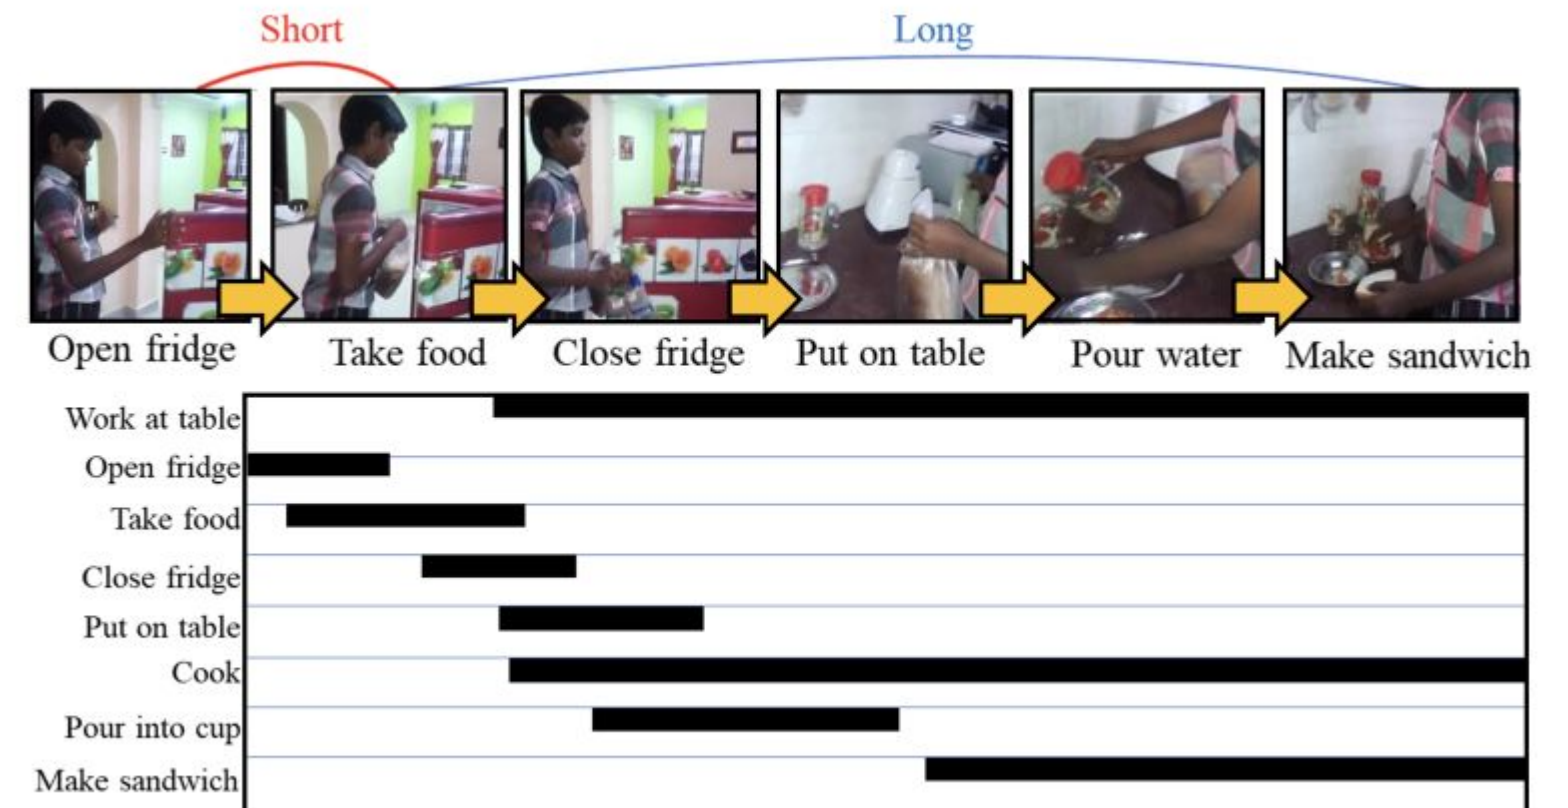 Short
Long
Open fridge
Take food
Close fridge
Put on table
Pour water
Make sandwich
Work at table
Open fridge
Take food
Close fridge
Put on table
Cook
Pour into cup
Make sandwich